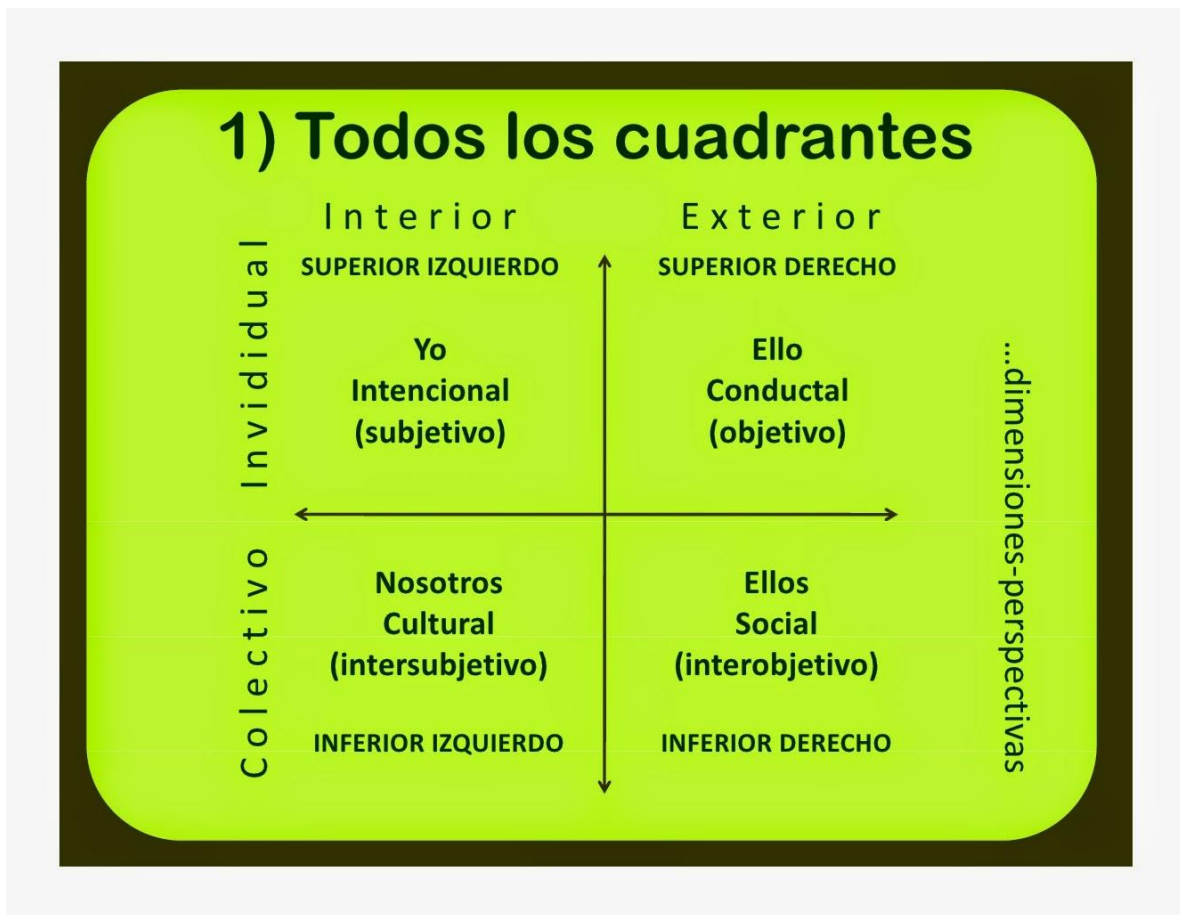 1) Todos los cuadrantes
Interior
Exterior
SUPERIOR IZQUIERDO
SUPERIOR DERECHO
Invididual
Yo
Intencional
(subjetivo)
Ello
Conductal
(objetivo)
...dimensiones-perspectivas
Colectivo
Nosotros
Cultural
(intersubjetivo)
Ellos
Social
(interobjetivo)
INFERIOR IZQUIERDO
INFERIOR DERECHO